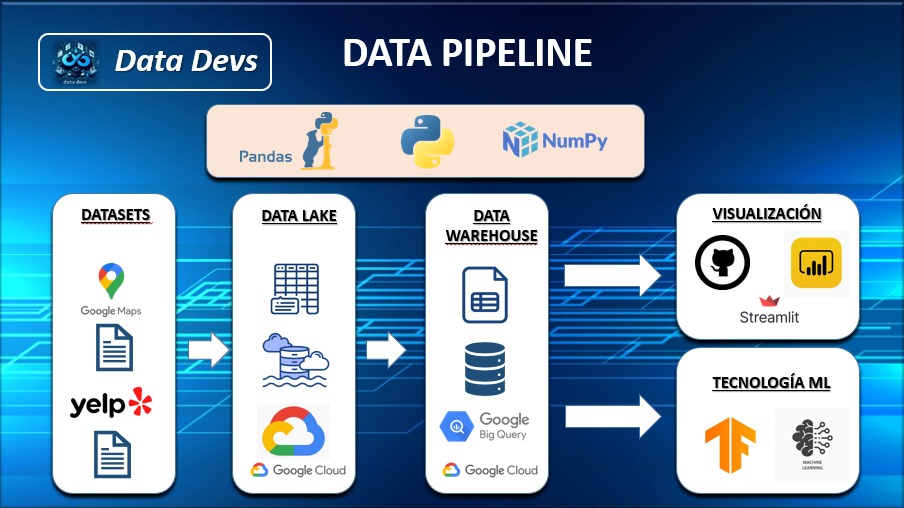 data devs
Data Devs
DATA PIPELINE
Pandas
NumPy
DATASETS
Google Maps
yelp
DATA LAKE
Google Cloud
DATA
WAREHOUSE
Google
Big Query
Google Cloud
VISUALIZACIÓN
Streamlit
TECNOLOGÍA ML
MACHINE
LEARNING